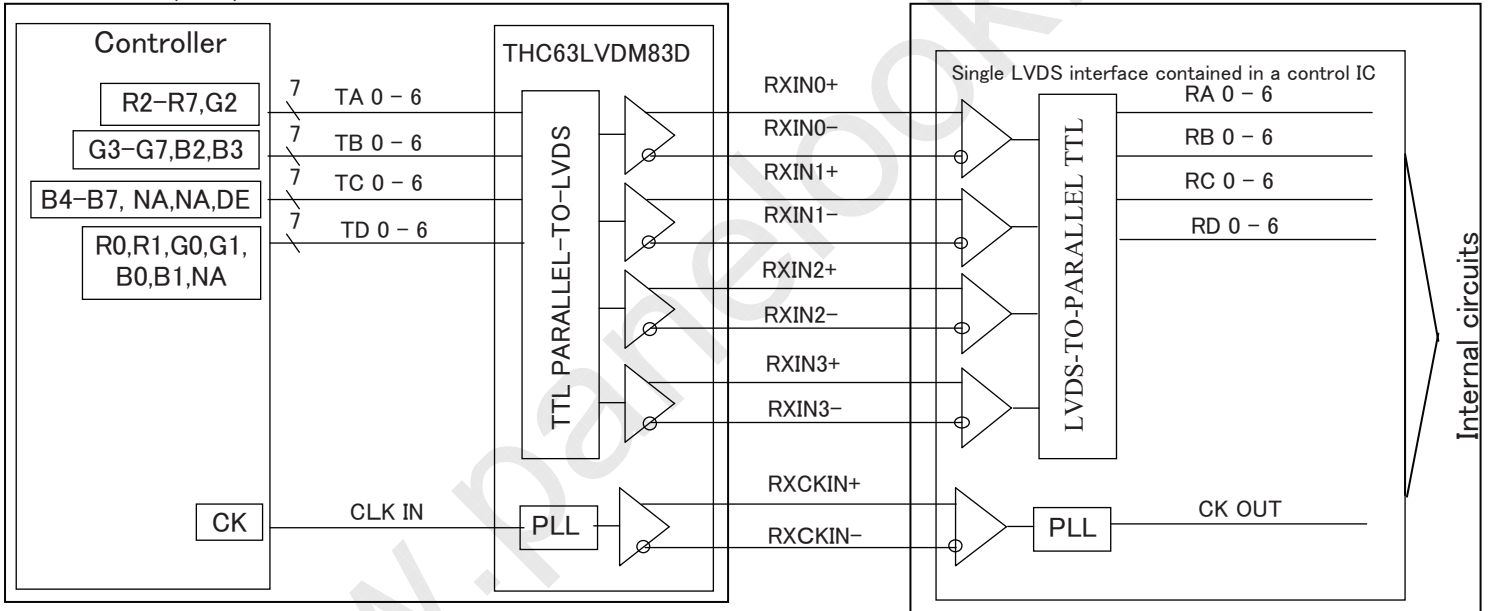 Controller
THC63LVDM83D
Single LVDS interface contained in a control IC
R2-R7,G2
7
TA 0 - 6
RXIN0+
RA 0 - 6
RXIN0-
G3-G7,B2,B3
7
TB 0 - 6
RB 0 - 6
RXIN1+
B4-B7, NA,NA,DE
7
TC 0 - 6
RC 0 - 6
RXIN1-
R0,R1,G0,G1,
B0,B1,NA
7
TD 0 - 6
RD 0 - 6
RXIN2+
RXIN2-
RXIN3+
RXIN3-
TTL PARALLEL-TO-LVDS
LVDS-TO-PARALLEL TTL
Internal circuits
CK
CLK IN
PLL
RXCKIN+
RXCKIN-
PLL
CK OUT
w.panelook.